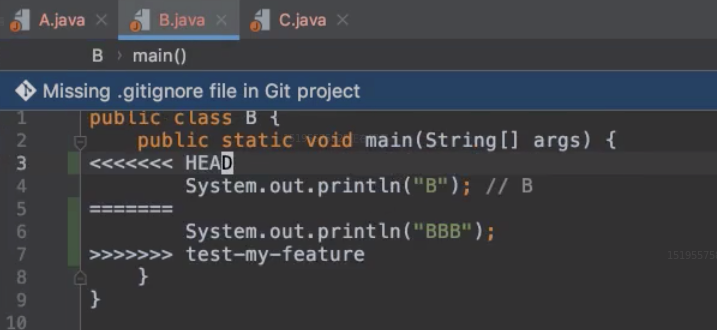 A.java B.java C.java
B main()
Missing .gitignore file in Git project
1 public class B {
2 public static void main(String[] args) {
3 <<<<<<< HEAD
4 System.out.println("B"); // B
5 =======
6 System.out.println("BBB");
7 >>>>>>> test-my-feature
8 }
9 }
10